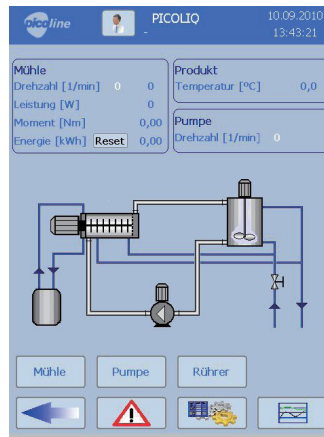 picoline
PICOLIQ
10.09.2010
-
13:43:21
Mühle
Drehzahl [1/min] 0 0
Leistung [W] 0
Moment [Nm] 0,00
Energie [kWh] Reset 0,00
Produkt
Temperatur [ºC] 0,0
Pumpe
Drehzahl [1/min] 0
Mühle
Pumpe
Rührer